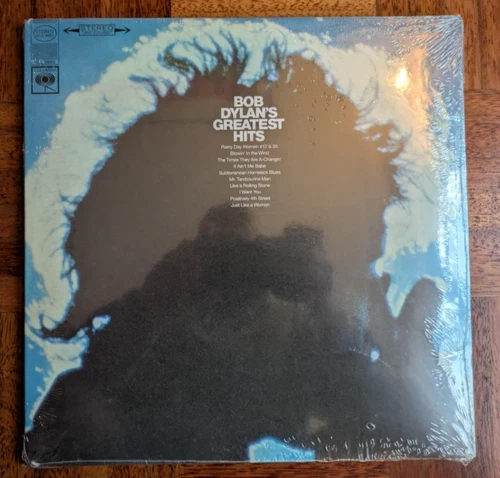 STEREO
COLUMBIA
BOB
DYLAN'S
GREATEST
HITS
Rainy Day Women #12 & 35
Blowin' in the Wind
The Times They Are A-Changin'
It Ain't Me Babe
Subterranean Homesick Blues
Mr. Tambourine Man
Like a Rolling Stone
I Want You
Positively 4th Street
Just Like a Woman